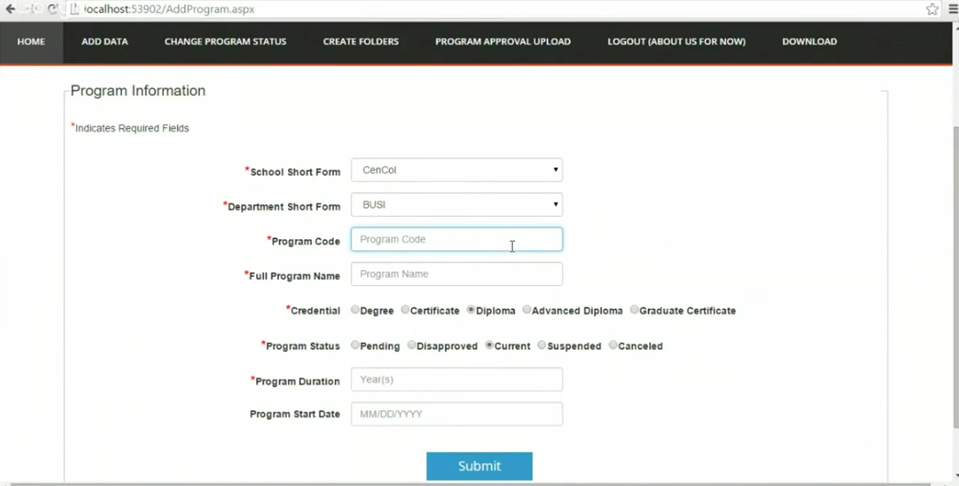 localhost:53902/AddProgram.aspx
HOME ADD DATA CHANGE PROGRAM STATUS CREATE FOLDERS PROGRAM APPROVAL UPLOAD LOGOUT (ABOUT US FOR NOW) DOWNLOAD
Program Information
*Indicates Required Fields
*School Short Form CenCol
*Department Short Form BUSI
*Program Code Program Code
*Full Program Name Program Name
*Credential Degree Certificate Diploma Advanced Diploma Graduate Certificate
*Program Status Pending Disapproved Current Suspended Canceled
*Program Duration Year(s)
Program Start Date MM/DD/YYYY
Submit